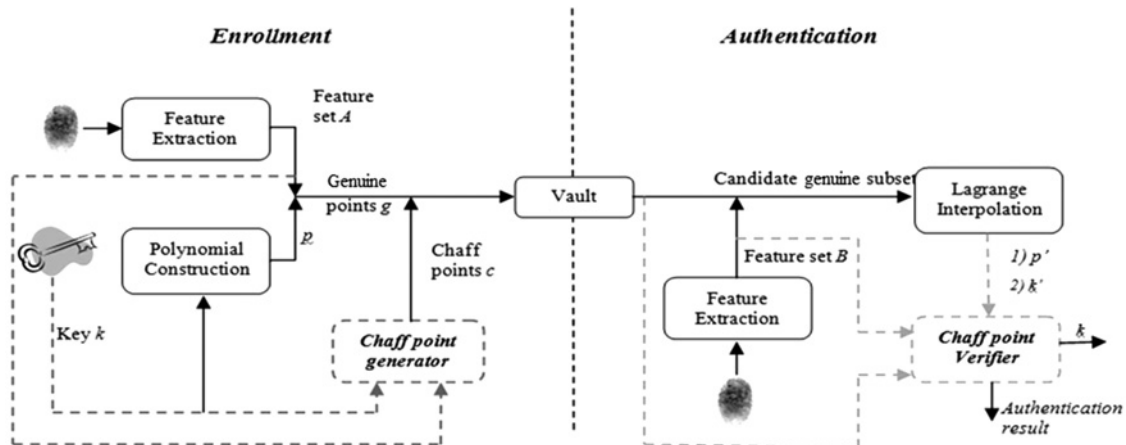 Enrollment
Authentication
Feature
Extraction
Feature
set A
Genuine
points g
Polynomial
Construction
p
Chaff
points c
Key k
Chaff point
generator
Vault
Candidate genuine subset
Lagrange
Interpolation
Feature set B
Feature
Extraction
1) p'
2) k'
Chaff point
Verifier
k
Authentication
result